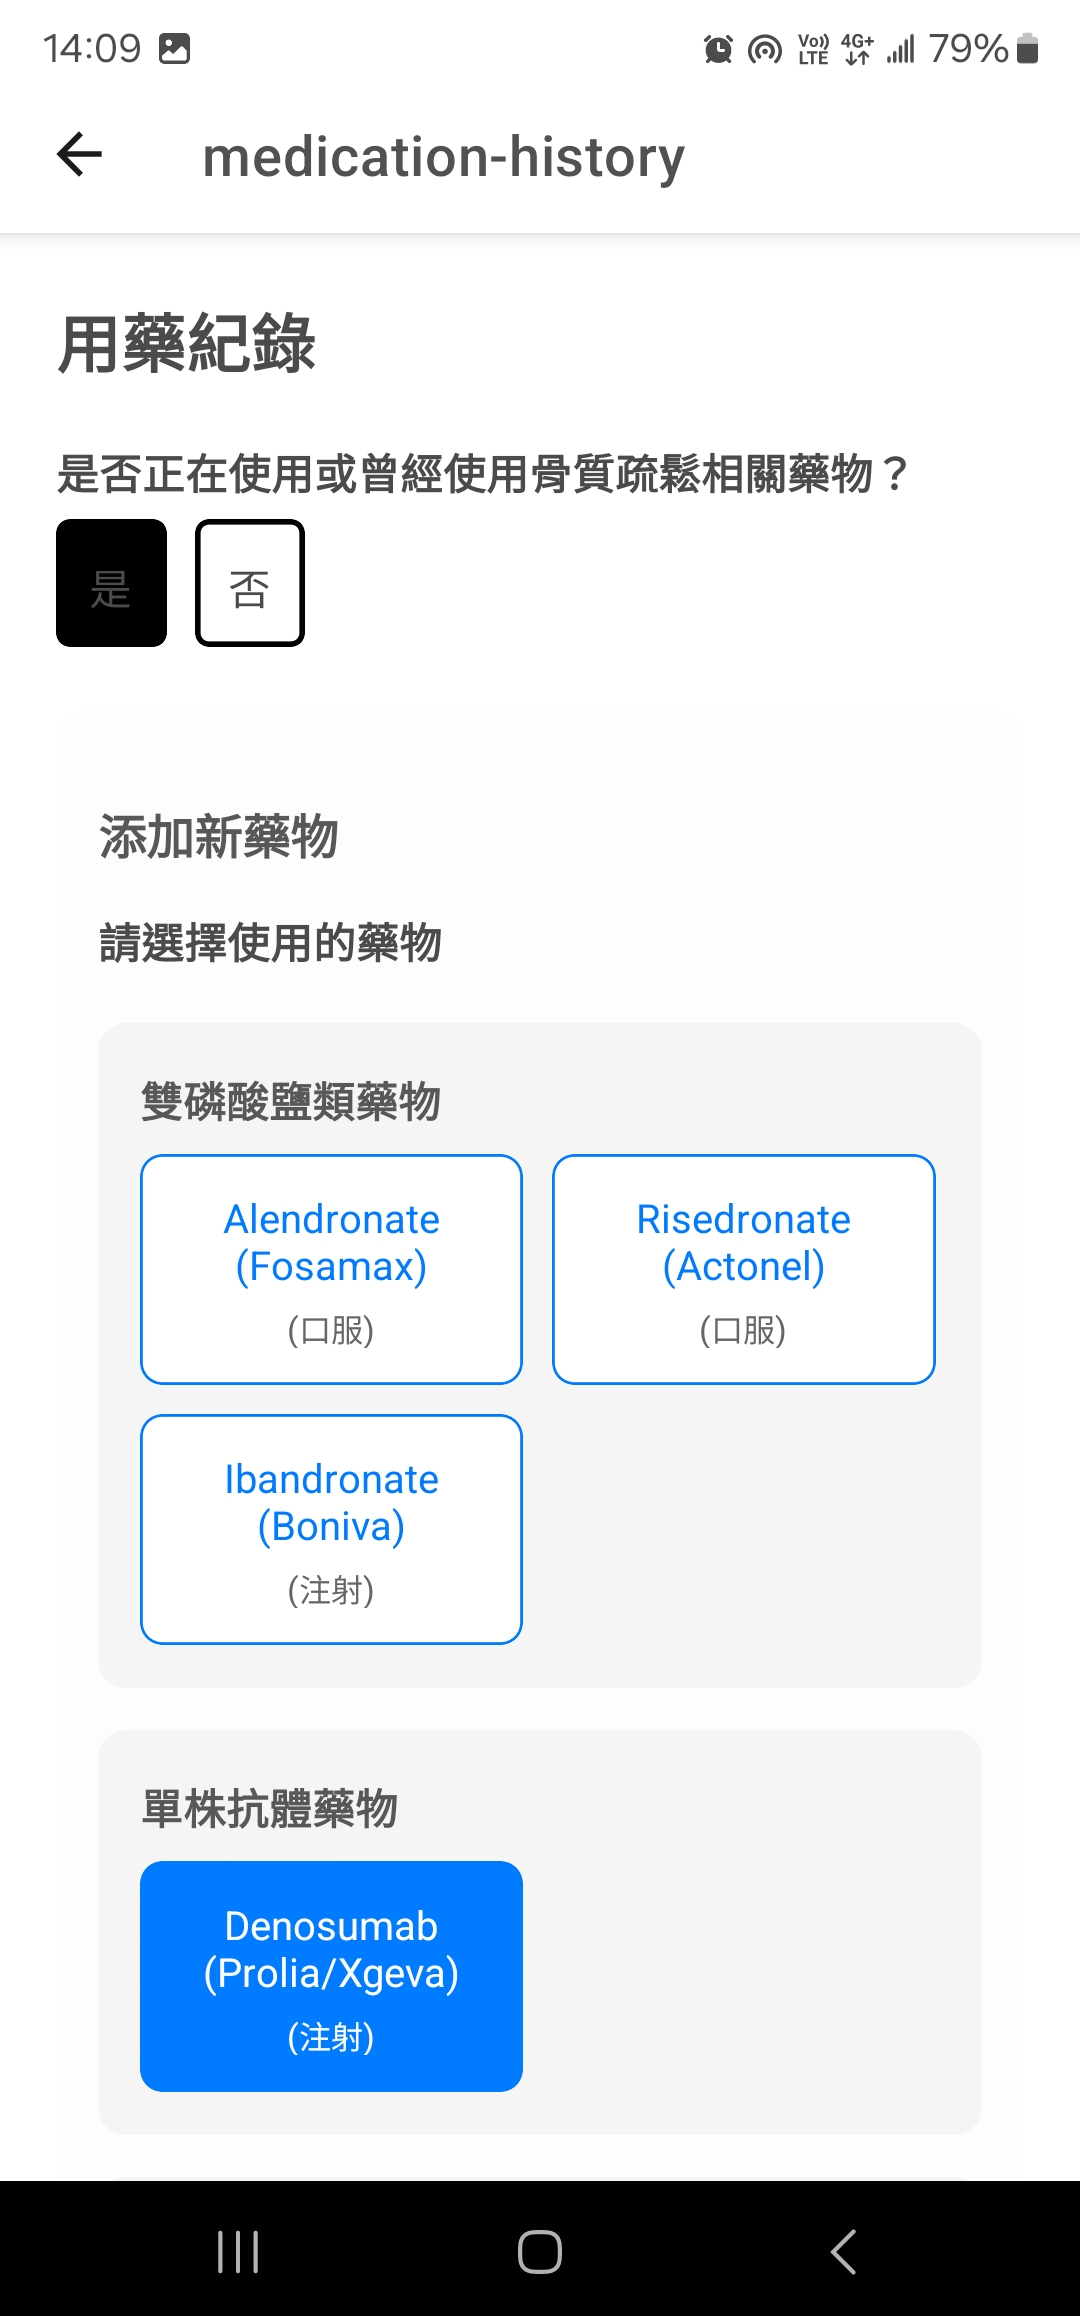 14:09
Vo)) LTE 4G+ 79%
medication-history
用藥紀錄
是否正在使用或曾經使用骨質疏鬆相關藥物？
是 否
添加新藥物
請選擇使用的藥物
雙磷酸鹽類藥物
Alendronate
(Fosamax)
(口服)
Risedronate
(Actonel)
(口服)
Ibandronate
(Boniva)
(注射)
單株抗體藥物
Denosumab
(Prolia/Xgeva)
(注射)